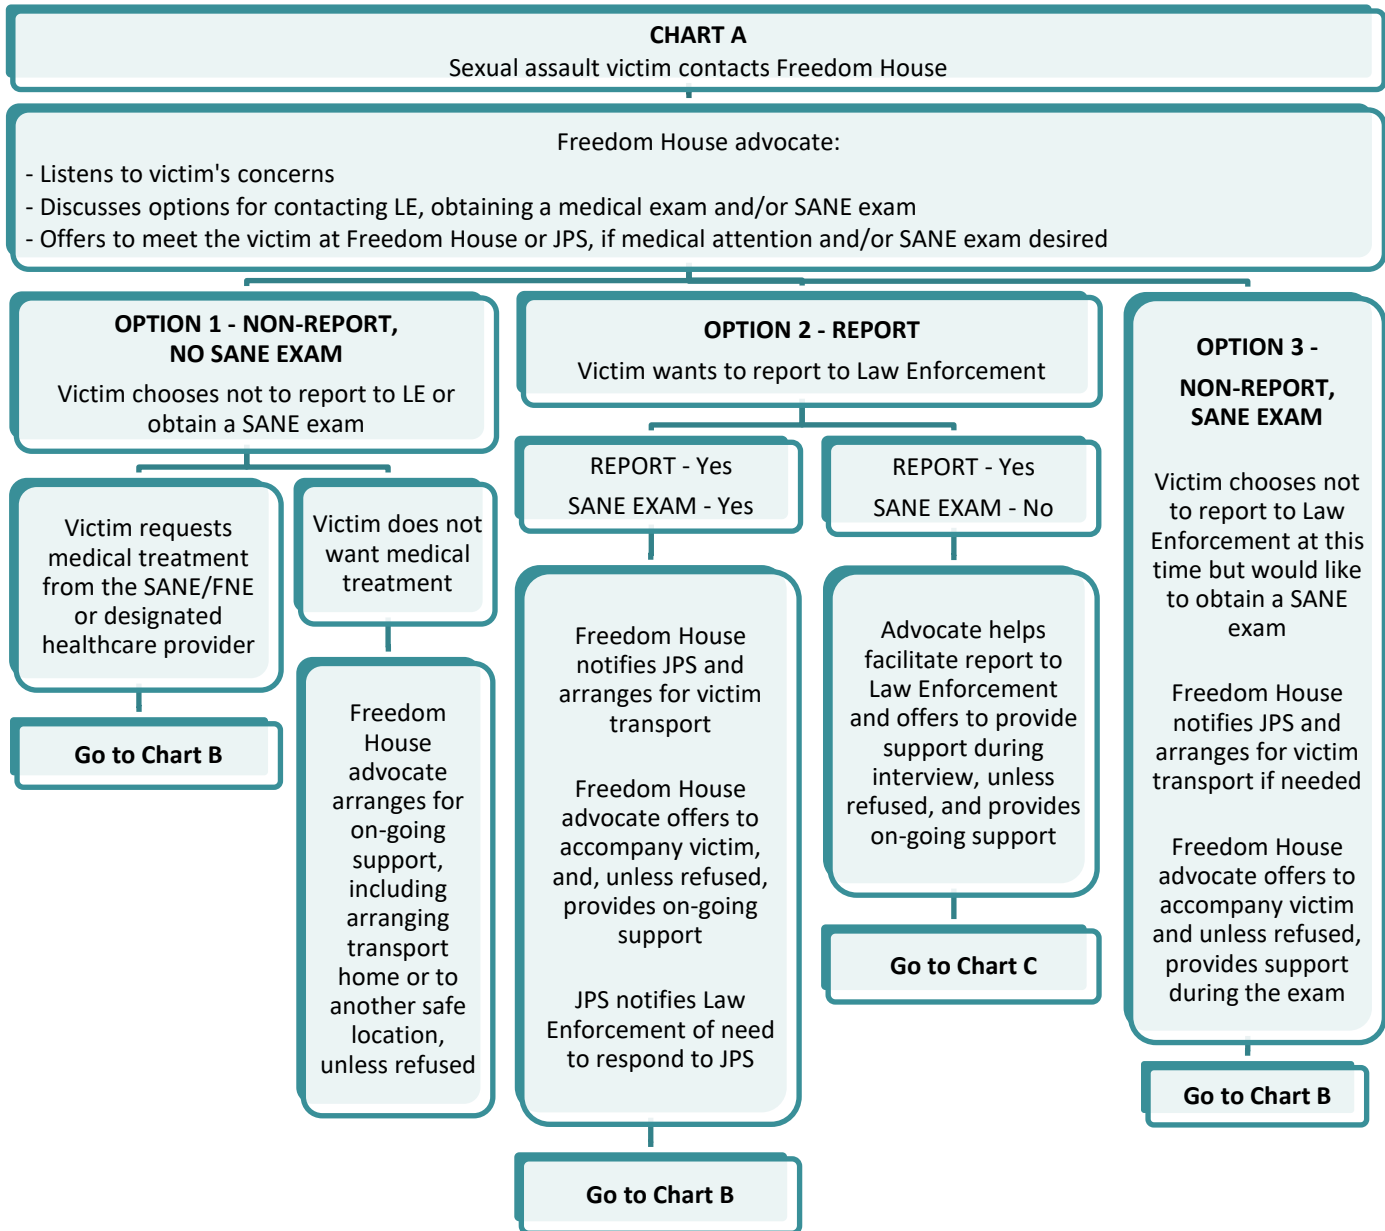 CHART A
Sexual assault victim contacts Freedom House
Freedom House advocate:
- Listens to victim's concerns
- Discusses options for contacting LE, obtaining a medical exam and/or SANE exam
- Offers to meet the victim at Freedom House or JPS, if medical attention and/or SANE exam desired
OPTION 1 - NON-REPORT,
NO SANE EXAM
Victim chooses not to report to LE or
obtain a SANE exam
Victim requests
medical treatment
from the SANE/FNE
or designated
healthcare provider
Go to Chart B
Victim does not
want medical
treatment
Freedom
House
advocate
arranges for
on-going
support,
including
arranging
transport
home or to
another safe
location,
unless refused
OPTION 2 - REPORT
Victim wants to report to Law Enforcement
REPORT - Yes
SANE EXAM - Yes
Freedom House
notifies JPS and
arranges for victim
transport
Freedom House
advocate offers to
accompany victim,
and, unless refused,
provides on-going
support
JPS notifies Law
Enforcement of need
to respond to JPS
Go to Chart B
REPORT - Yes
SANE EXAM - No
Advocate helps
facilitate report to
Law Enforcement
and offers to provide
support during
interview, unless
refused, and provides
on-going support
Go to Chart C
OPTION 3 -
NON-REPORT,
SANE EXAM
Victim chooses not
to report to Law
Enforcement at this
time but would like
to obtain a SANE
exam
Freedom House
notifies JPS and
arranges for victim
transport if needed
Freedom House
advocate offers to
accompany victim
and unless refused,
provides support
during the exam
Go to Chart B